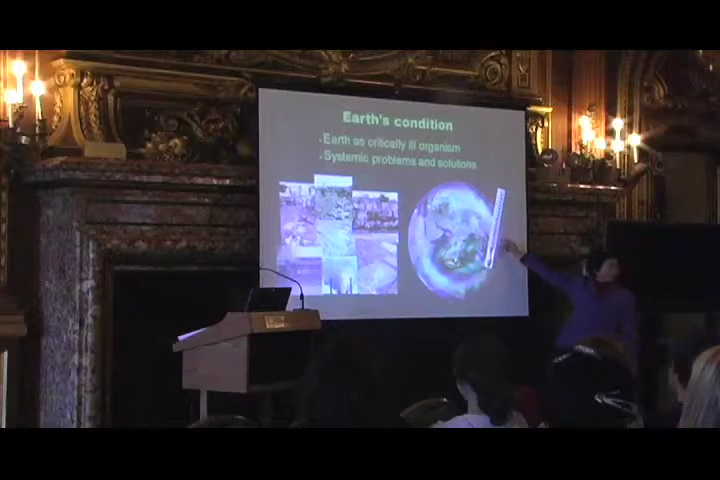 Earth's condition
Earth as critically ill organism
Systemic problems and solutions